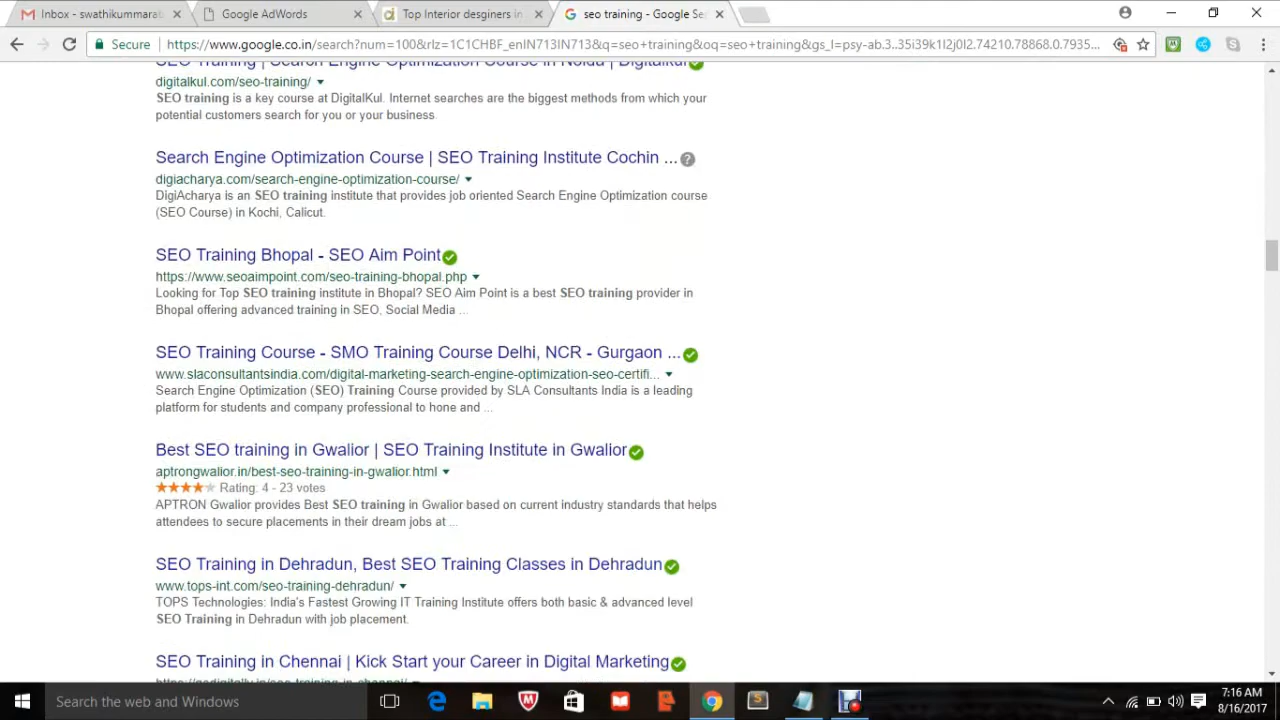 Inbox - swathikummarat
Google AdWords
Top Interior desginers in
seo training - Google Se
Secure
https://www.google.co.in/search?num=100&rlz=1C1CHBF_enIN713IN713&q=seo+training&oq=seo+training&gs_l=psy-ab.3..35i39k1l2j0l2.74210.78868.0.7935...
SEO Training | Search Engine Optimization Course in Noida | Digitalkul
digitalkul.com/seo-training/
SEO training is a key course at DigitalKul. Internet searches are the biggest methods from which your
potential customers search for you or your business
Search Engine Optimization Course | SEO Training Institute Cochin ...
digiacharya.com/search-engine-optimization-course/
DigiAcharya is an SEO training institute that provides job oriented Search Engine Optimization course
(SEO Course) in Kochi, Calicut.
SEO Training Bhopal - SEO Aim Point
https://www.seoaimpoint.com/seo-training-bhopal.php
Looking for Top SEO training institute in Bhopal? SEO Aim Point is a best SEO training provider in
Bhopal offering advanced training in SEO, Social Media ...
SEO Training Course - SMO Training Course Delhi, NCR - Gurgaon ...
www.slaconsultantsindia.com/digital-marketing-search-engine-optimization-seo-certifi...
Search Engine Optimization (SEO) Training Course provided by SLA Consultants India is a leading
platform for students and company professional to hone and ...
Best SEO training in Gwalior | SEO Training Institute in Gwalior
aptrongwalior.in/best-seo-training-in-gwalior.html
Rating: 4 - 23 votes
APTRON Gwalior provides Best SEO training in Gwalior based on current industry standards that helps
attendees to secure placements in their dream jobs at ...
SEO Training in Dehradun, Best SEO Training Classes in Dehradun
www.tops-int.com/seo-training-dehradun/
TOPS Technologies: India's Fastest Growing IT Training Institute offers both basic & advanced level
SEO Training in Dehradun with job placement.
SEO Training in Chennai | Kick Start your Career in Digital Marketing
Search the web and Windows
7:16 AM
8/16/2017